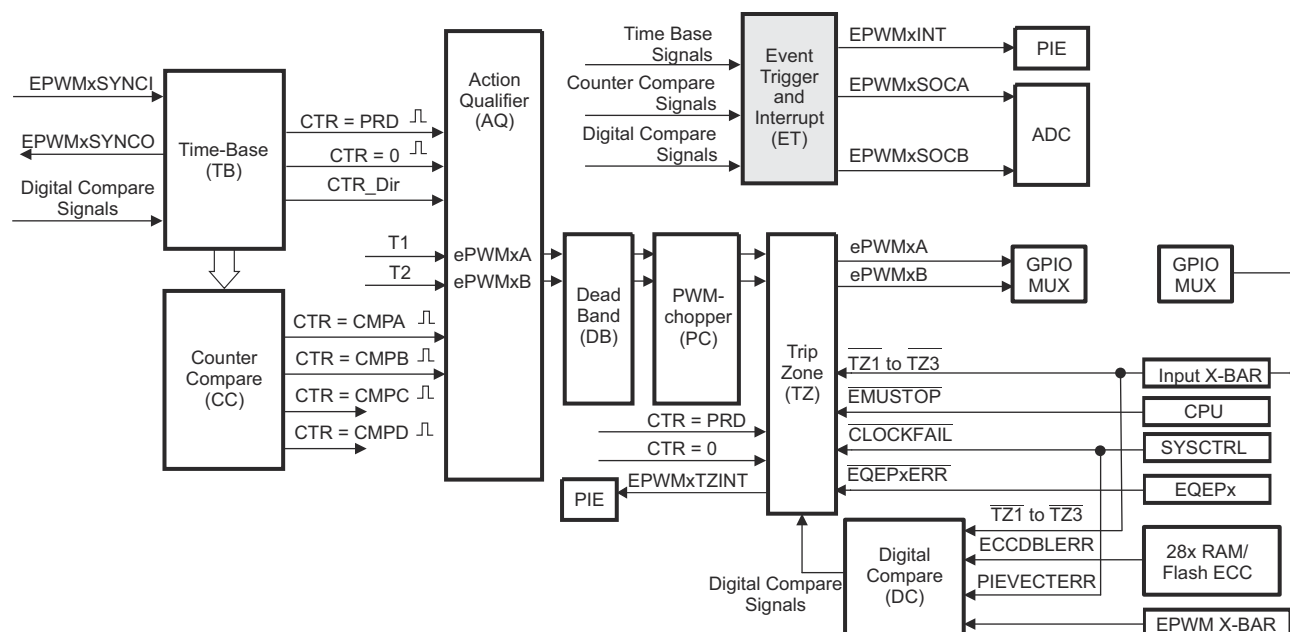 EPWMxSYNCI
EPWMxSYNCO
Digital Compare
Signals
Time-Base
(TB)
CTR = PRD
CTR = 0
CTR_Dir
T1
T2
Action
Qualifier
(AQ)
ePWMxA
ePWMxB
Counter
Compare
(CC)
CTR = CMPA
CTR = CMPB
CTR = CMPC
CTR = CMPD
Time Base
Signals
Counter Compare
Signals
Digital Compare
Signals
Event
Trigger
and
Interrupt
(ET)
EPWMxINT
EPWMxSOCA
EPWMxSOCB
PIE
ADC
Dead
Band
(DB)
PWM-
chopper
(PC)
Trip
Zone
(TZ)
ePWMxA
ePWMxB
GPIO
MUX
GPIO
MUX
CTR = PRD
CTR = 0
EPWMxTZINT
PIE
TZ1 to TZ3
EMUSTOP
CLOCKFAIL
EQEPxERR
Input X-BAR
CPU
SYSCTRL
EQEPx
TZ1 to TZ3
ECCDBLERR
PIEVECTERR
28x RAM/
Flash ECC
EPWM X-BAR
Digital
Compare
(DC)
Digital Compare
Signals